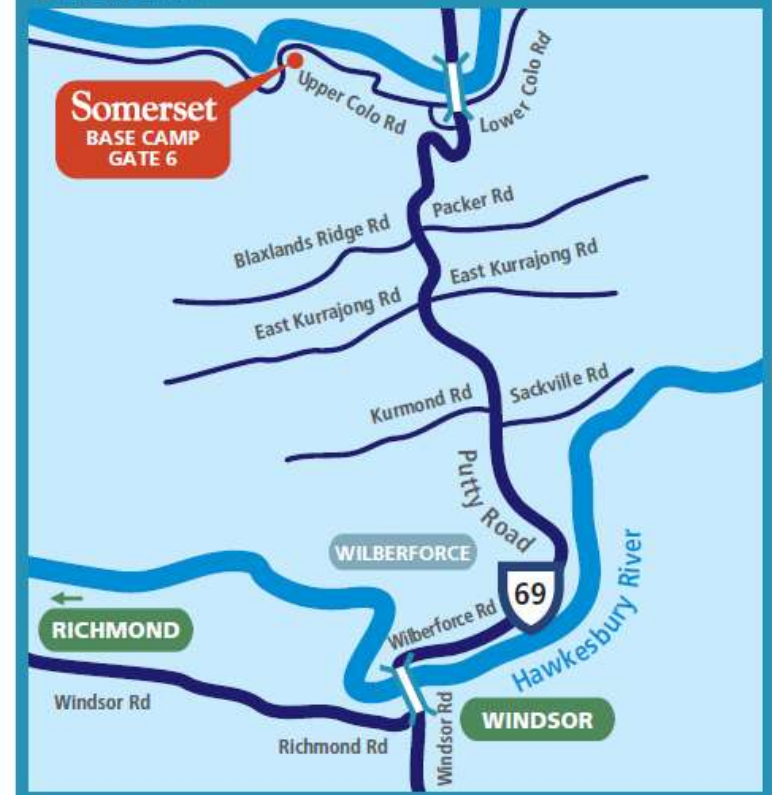 Somerset
BASE CAMP
GATE 6
Upper Colo Rd
Lower Colo Rd
Blaxlands Ridge Rd
Packer Rd
East Kurrajong Rd
East Kurrajong Rd
Kurmond Rd
Sackville Rd
Putty Road
WILBERFORCE
69
Wilberforce Rd
Hawkesbury River
RICHMOND
Windsor Rd
Richmond Rd
Windsor Rd
WINDSOR